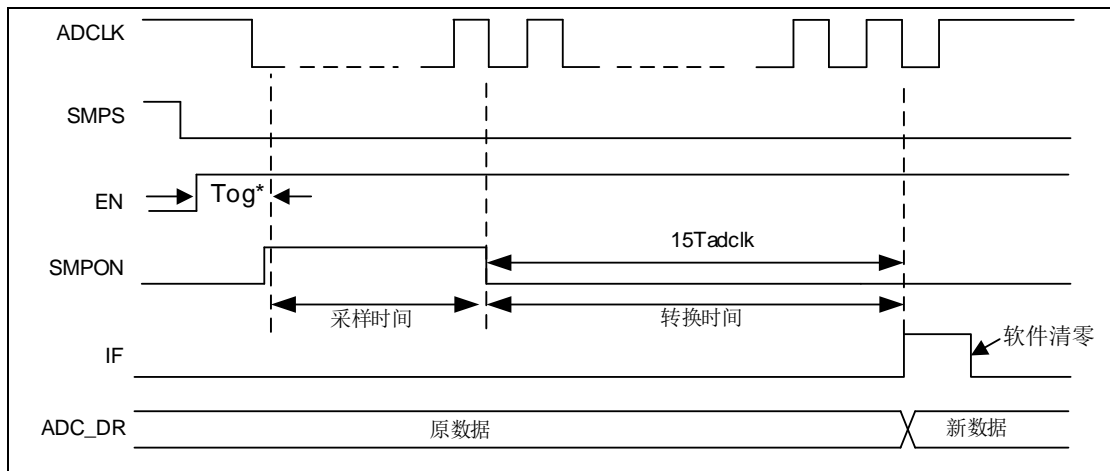 ADCLK
SMPS
EN
Tog*
SMPON
15Tadclk
采样时间
转换时间
IF
软件清零
ADC_DR
原数据
新数据